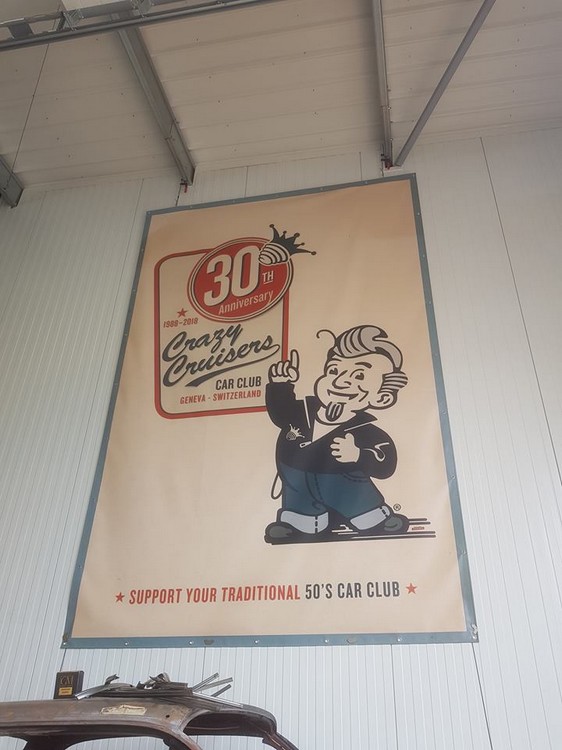 30TH
Anniversary
1988-2018
Crazy
Cruisers
CAR CLUB
GENEVA - SWITZERLAND
®
★ SUPPORT YOUR TRADITIONAL 50'S CAR CLUB ★